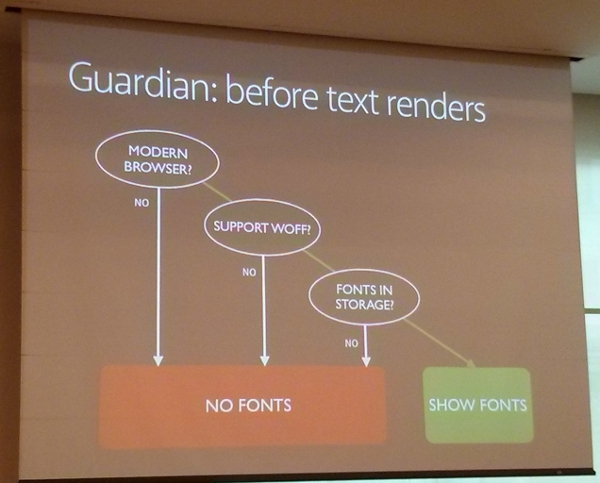 Guardian: before text renders
MODERN
BROWSER?
NO
SUPPORT WOFF?
NO
FONTS IN
STORAGE?
NO
NO FONTS
SHOW FONTS